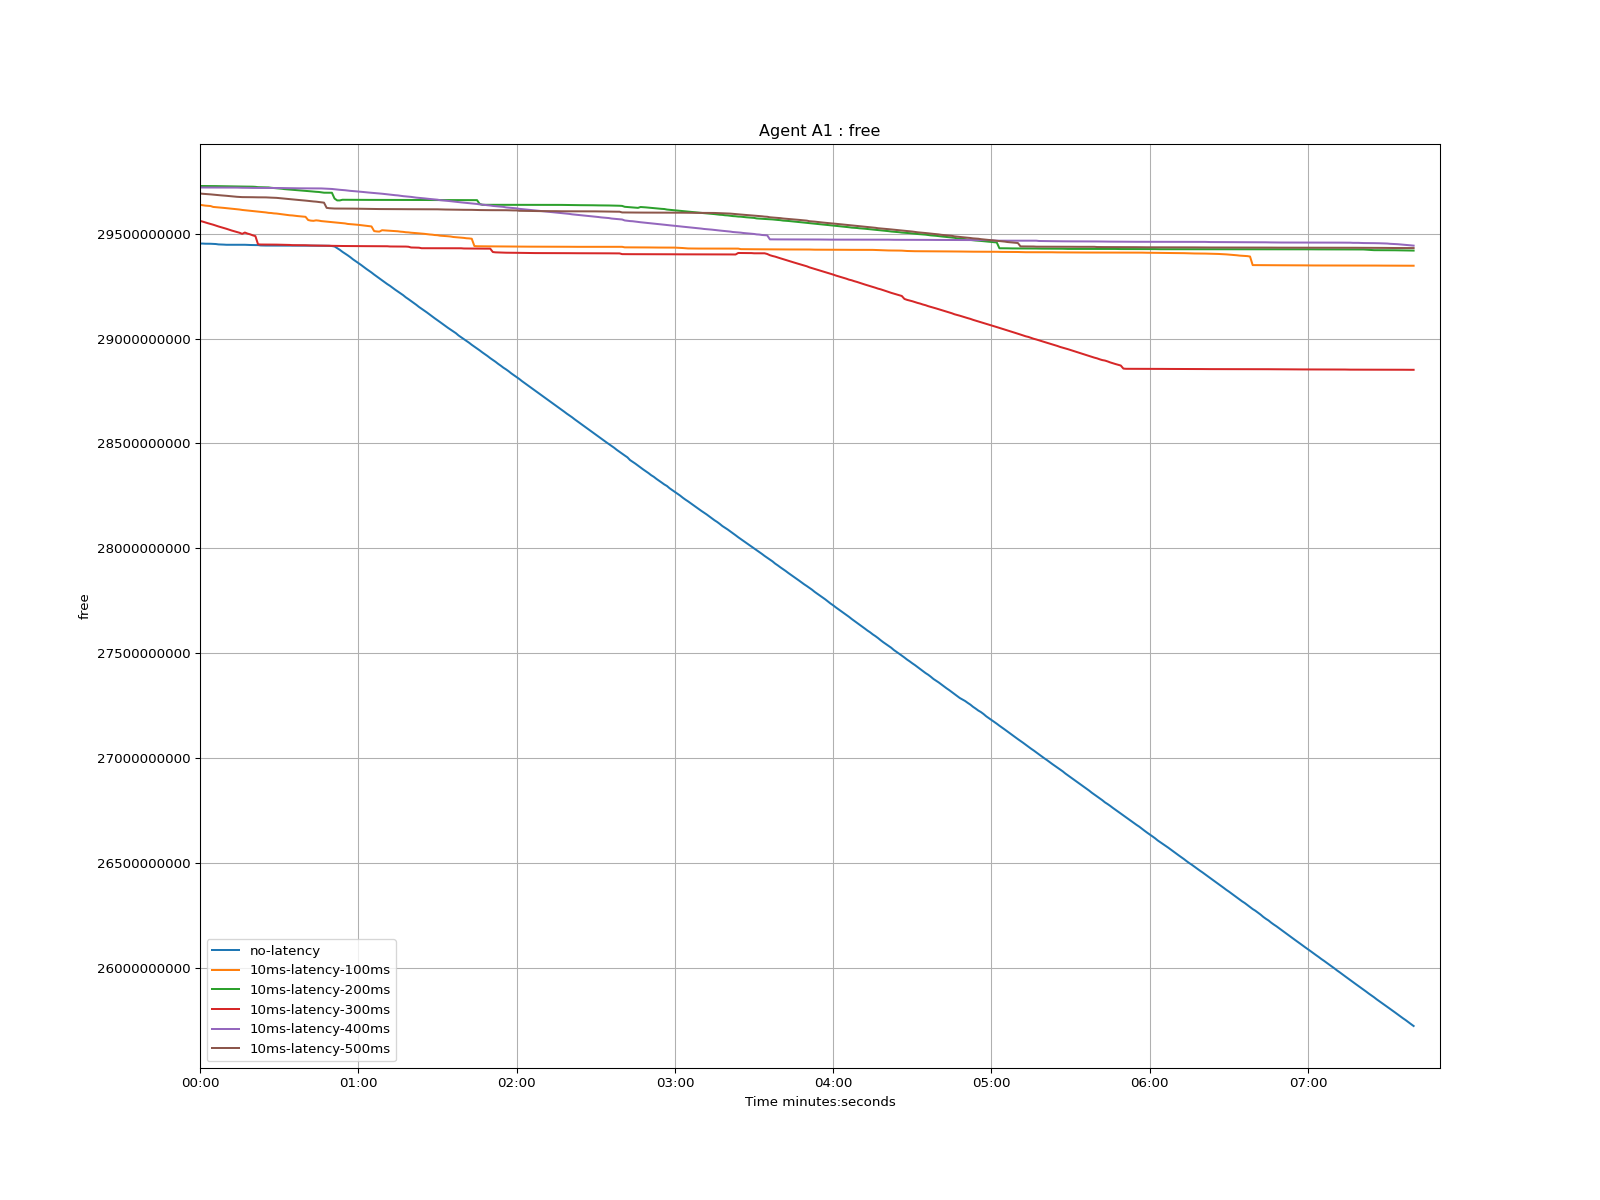 Agent A1 : free
free
29500000000
29000000000
28500000000
28000000000
27500000000
27000000000
26500000000
26000000000
no-latency
10ms-latency-100ms
10ms-latency-200ms
10ms-latency-300ms
10ms-latency-400ms
10ms-latency-500ms
00:00 01:00 02:00 03:00 04:00 05:00 06:00 07:00
Time minutes:seconds